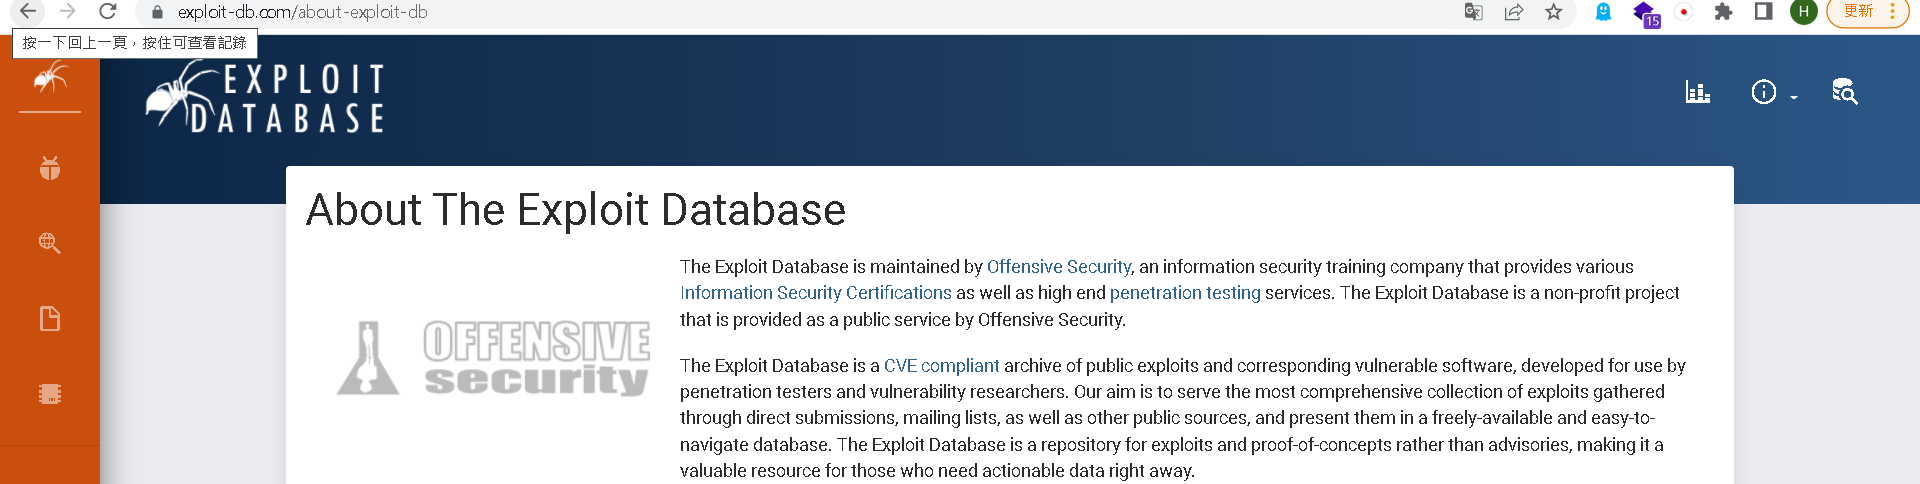 exploit-db.com/about-exploit-db
更新
H
15
按一下回上一頁，按住可查看記錄
EXPLOIT
DATABASE
About The Exploit Database
The Exploit Database is maintained by Offensive Security, an information security training company that provides various
Information Security Certifications as well as high end penetration testing services. The Exploit Database is a non-profit project
that is provided as a public service by Offensive Security.
OFFENSIVE
security
The Exploit Database is a CVE compliant archive of public exploits and corresponding vulnerable software, developed for use by
penetration testers and vulnerability researchers. Our aim is to serve the most comprehensive collection of exploits gathered
through direct submissions, mailing lists, as well as other public sources, and present them in a freely-available and easy-to-
navigate database. The Exploit Database is a repository for exploits and proof-of-concepts rather than advisories, making it a
valuable resource for those who need actionable data right away.